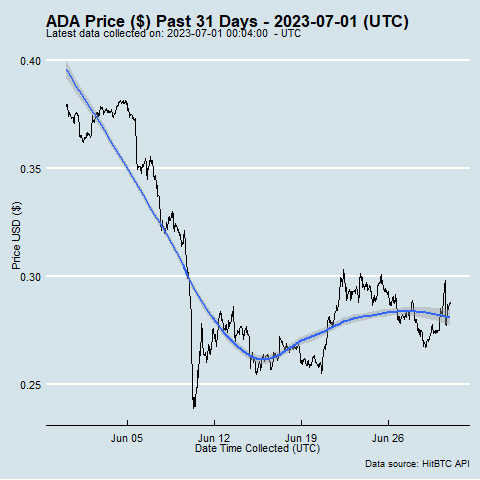 ADA Price ($) Past 31 Days - 2023-07-01 (UTC)
Latest data collected on: 2023-07-01 00:04:00 - UTC
0.40
0.35
0.30
0.25
Price USD ($)
Jun 05 Jun 12 Jun 19 Jun 26
Date Time Collected (UTC)
Data source: HitBTC API